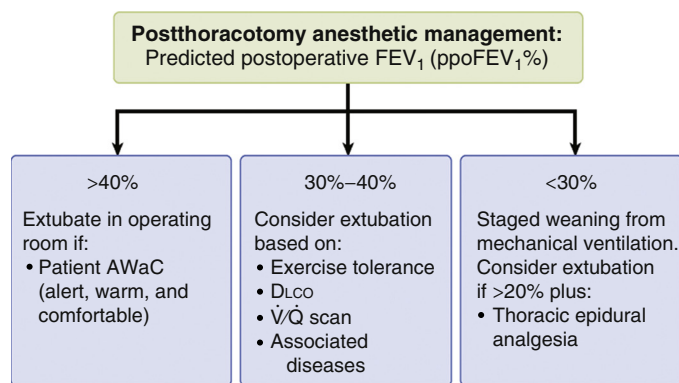 Postthoracotomy anesthetic management:
Predicted postoperative FEV₁ (ppoFEV₁%)
>40%
Extubate in operating
room if:
• Patient AWaC
(alert, warm, and
comfortable)
30%–40%
Consider extubation
based on:
• Exercise tolerance
• DLCO
• V̇/Q̇ scan
• Associated
diseases
<30%
Staged weaning from
mechanical ventilation.
Consider extubation
if >20% plus:
• Thoracic epidural
analgesia